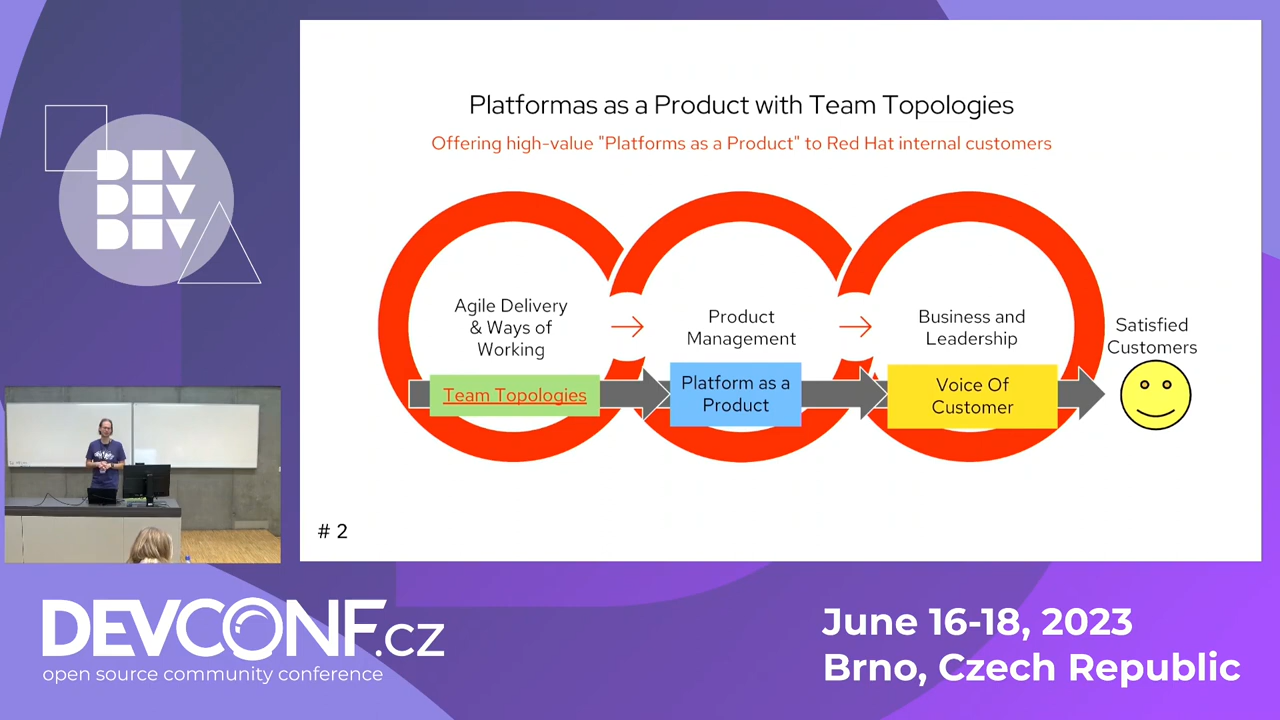 DEV
DEV
DEV
Platformas as a Product with Team Topologies
Offering high-value "Platforms as a Product" to Red Hat internal customers
Agile Delivery
& Ways of
Working
Team Topologies
Product
Management
Platform as a
Product
Business and
Leadership
Voice Of
Customer
Satisfied
Customers
# 2
DEVCONF.cz
open source community conference
June 16-18, 2023
Brno, Czech Republic